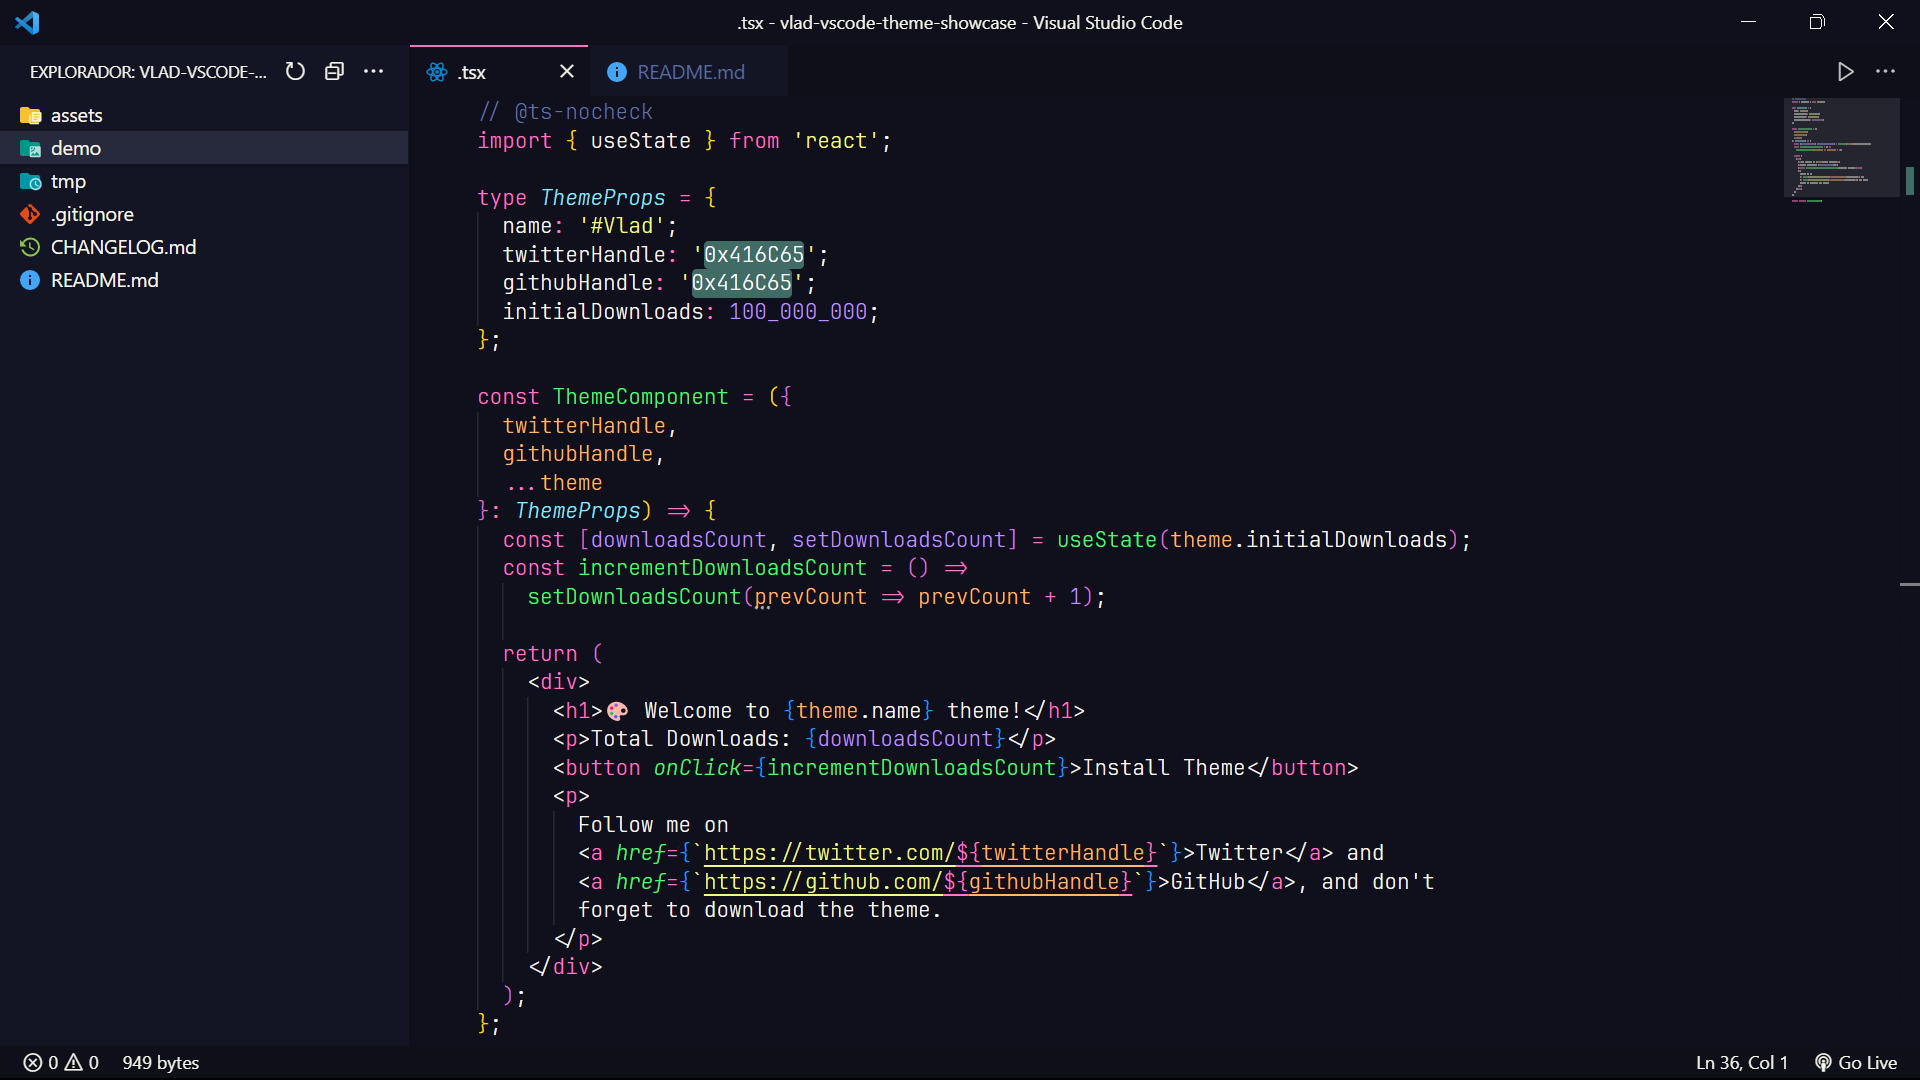 .tsx - vlad-vscode-theme-showcase - Visual Studio Code
EXPLORADOR: VLAD-VSCODE-...
.tsx
README.md
assets
demo
tmp
.gitignore
CHANGELOG.md
README.md
// @ts-nocheck
import { useState } from 'react';
type ThemeProps = {
name: '#Vlad';
twitterHandle: '0x416C65';
githubHandle: '0x416C65';
initialDownloads: 100_000_000;
};
const ThemeComponent = ({
twitterHandle,
githubHandle,
...theme
}: ThemeProps) => {
const [downloadsCount, setDownloadsCount] = useState(theme.initialDownloads);
const incrementDownloadsCount = () =>
setDownloadsCount(prevCount => prevCount + 1);
return (
<div>
<h1>🎨 Welcome to {theme.name} theme!</h1>
<p>Total Downloads: {downloadsCount}</p>
<button onClick={incrementDownloadsCount}>Install Theme</button>
<p>
Follow me on
<a href={`https://twitter.com/${twitterHandle}`}>Twitter</a> and
<a href={`https://github.com/${githubHandle}`}>GitHub</a>, and don't
forget to download the theme.
</p>
</div>
);
};
0 0 949 bytes
Ln 36, Col 1 Go Live